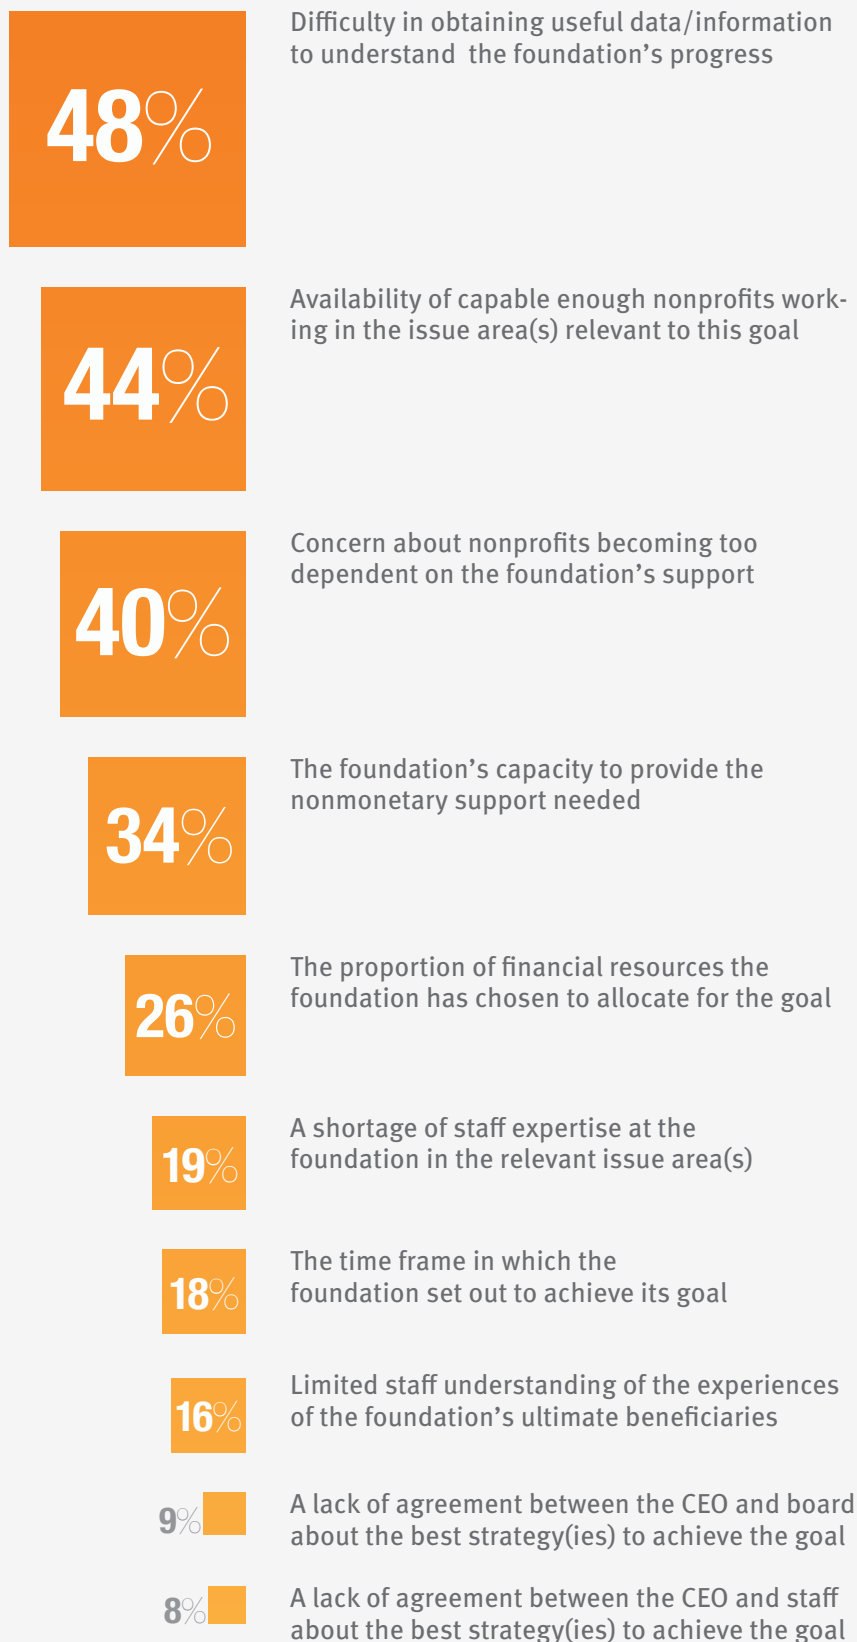 48%
Difficulty in obtaining useful data/information
to understand the foundation’s progress
44%
Availability of capable enough nonprofits work-
ing in the issue area(s) relevant to this goal
40%
Concern about nonprofits becoming too
dependent on the foundation’s support
34%
The foundation’s capacity to provide the
nonmonetary support needed
26%
The proportion of financial resources the
foundation has chosen to allocate for the goal
19%
A shortage of staff expertise at the
foundation in the relevant issue area(s)
18%
The time frame in which the
foundation set out to achieve its goal
16%
Limited staff understanding of the experiences
of the foundation’s ultimate beneficiaries
9%
A lack of agreement between the CEO and board
about the best strategy(ies) to achieve the goal
8%
A lack of agreement between the CEO and staff
about the best strategy(ies) to achieve the goal